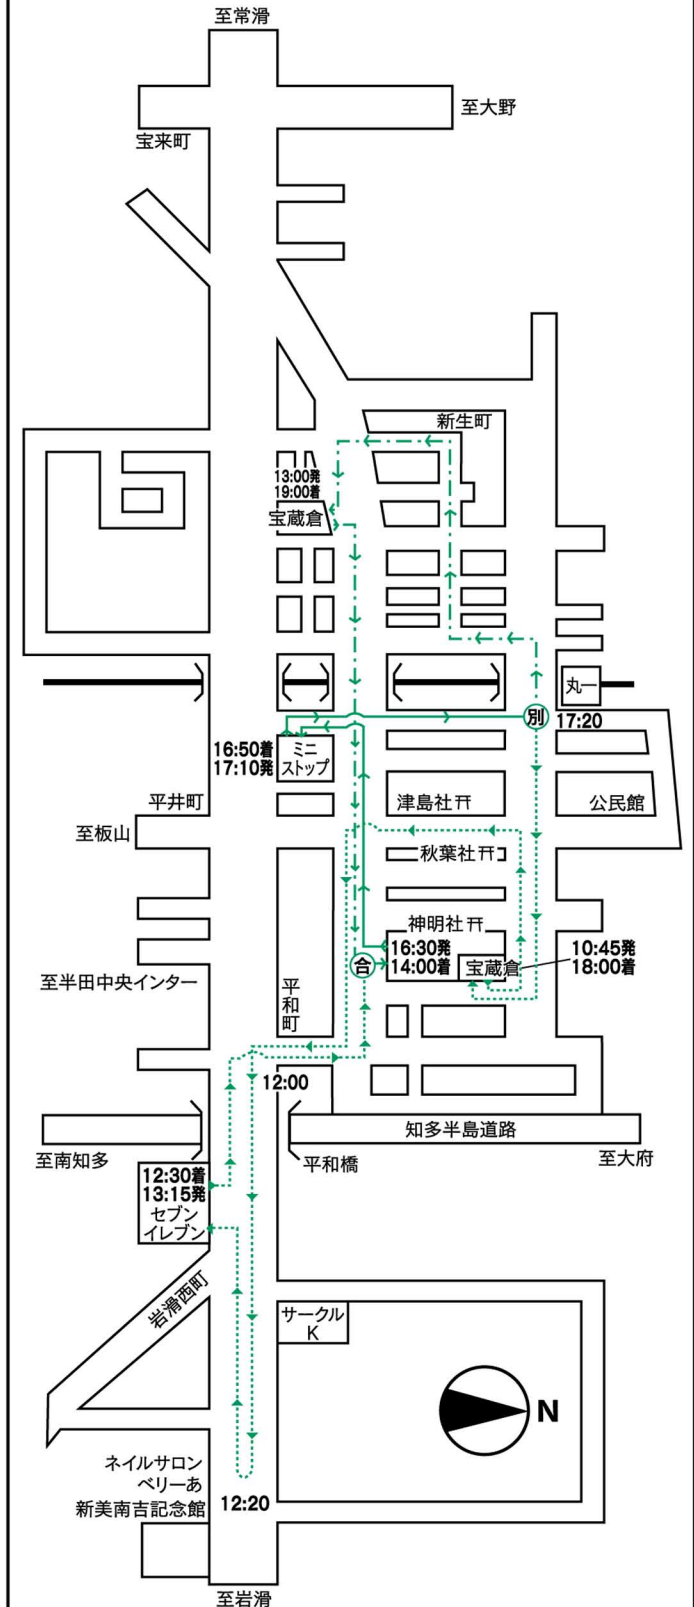 至常滑
至大野
宝来町
新生町
13:00発
19:00着
宝蔵倉
丸一
別
17:20
16:50着
17:10発
ミニ
ストップ
平井町
津島社
公民館
至板山
秋葉社
神明社
16:30発
14:00着
合
宝蔵倉
10:45発
18:00着
至半田中央インター
平和町
12:00
知多半島道路
至南知多
平和橋
至大府
12:30着
13:15発
セブン
イレブン
岩滑西町
サークル
K
N
ネイルサロン
ベリーあ
新美南吉記念館
12:20
至岩滑